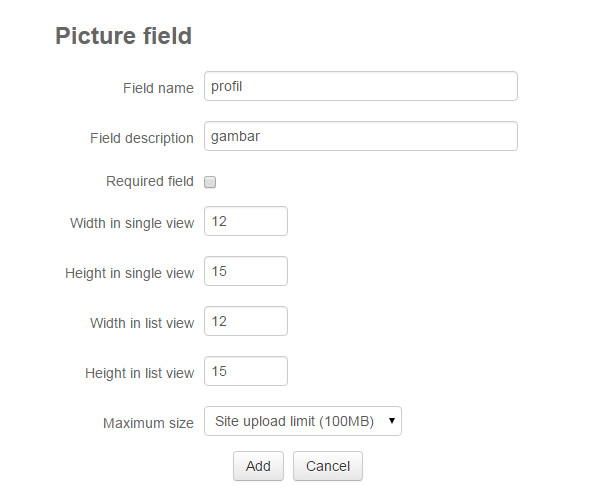 Picture field
Field name profil
Field description gambar
Required field
Width in single view 12
Height in single view 15
Width in list view 12
Height in list view 15
Maximum size Site upload limit (100MB)
Add Cancel